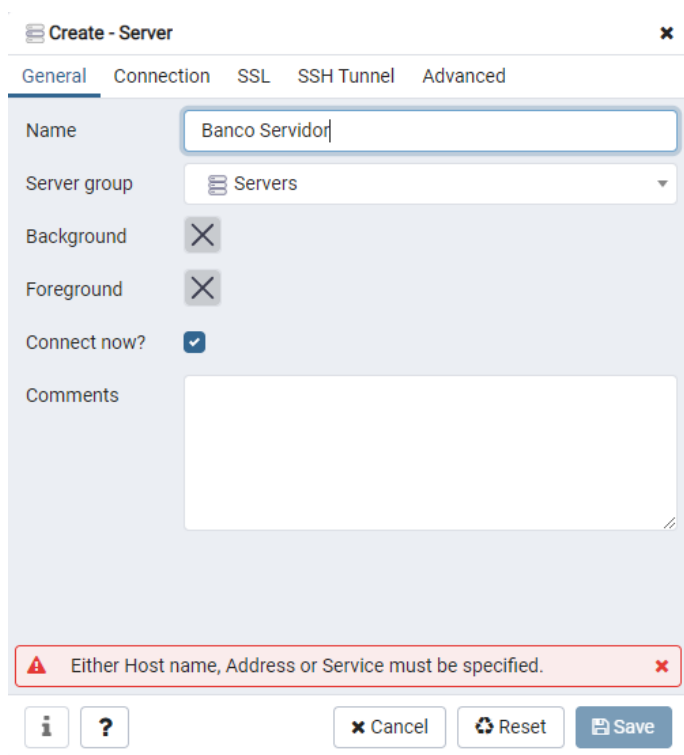 Create - Server
General Connection SSL SSH Tunnel Advanced
Name Banco Servidor
Server group Servers
Background
Foreground
Connect now?
Comments
Either Host name, Address or Service must be specified.
i ? Cancel Reset Save